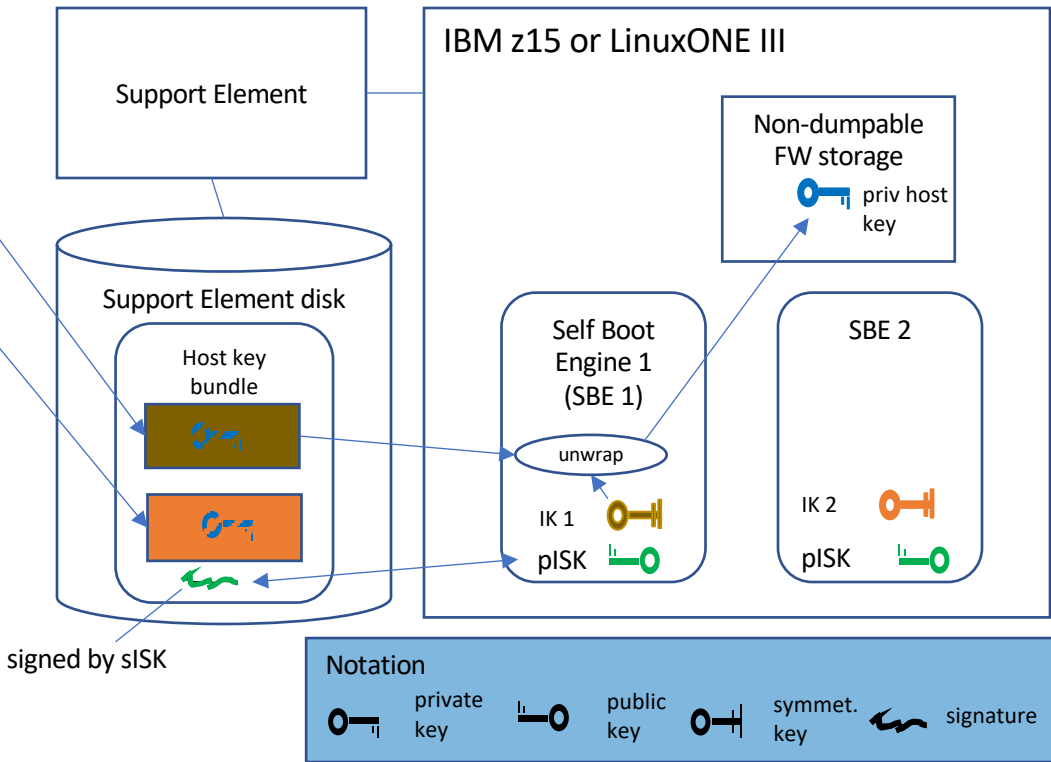 IBM z15 or LinuxONE III
Support Element
Non-dumpable
FW storage
priv host
key
Support Element disk
Host key
bundle
Self Boot
Engine 1
(SBE 1)
SBE 2
unwrap
IK 1
pISK
IK 2
pISK
signed by sISK
Notation
private
key
public
key
symmet.
key
signature